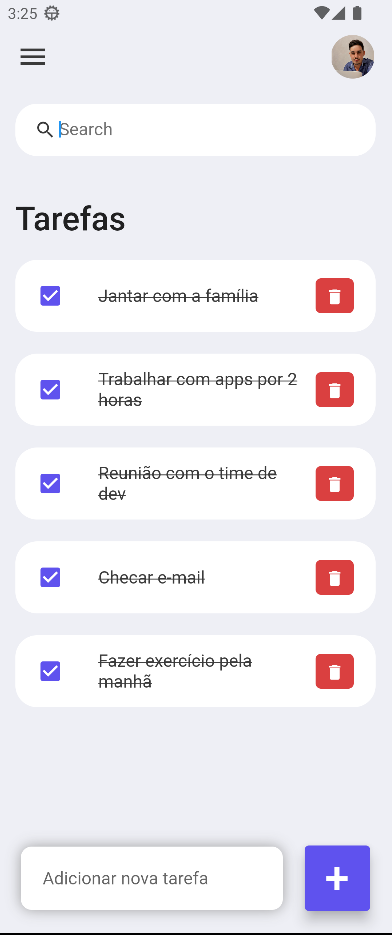 3:25
Search
Tarefas
Jantar com a família
Trabalhar com apps por 2
horas
Reunião com o time de
dev
Checar e-mail
Fazer exercício pela
manhã
Adicionar nova tarefa